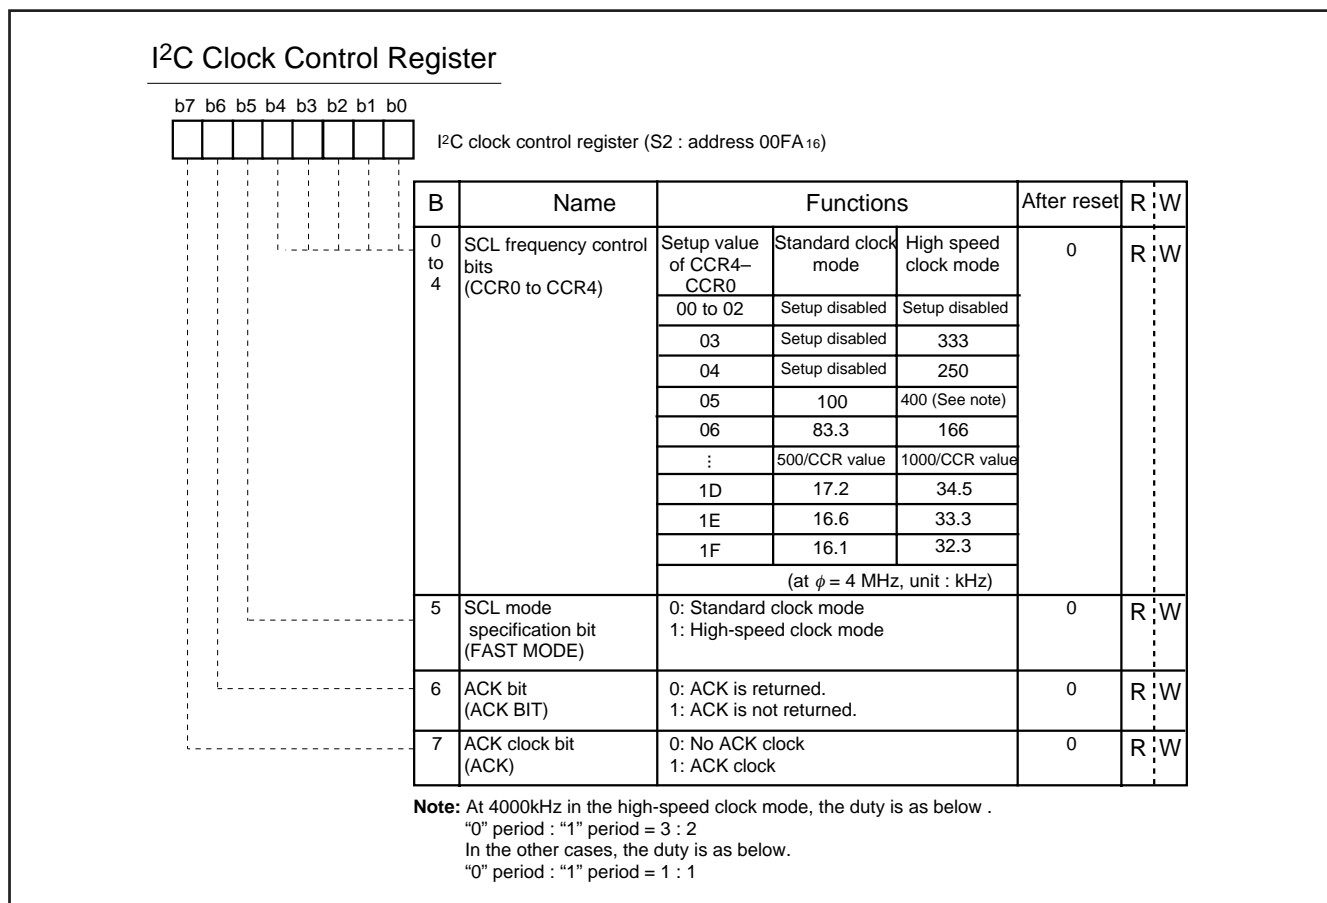 I2C Clock Control Register
b7 b6 b5 b4 b3 b2 b1 b0
I2C clock control register (S2 : address 00FA16)
B Name Functions After reset R W
0 to 4
SCL frequency control bits (CCR0 to CCR4)
Setup value of CCR4–CCR0 Standard clock mode High speed clock mode
0 R W
00 to 02 Setup disabled Setup disabled
03 Setup disabled 333
04 Setup disabled 250
05 100 400 (See note)
06 83.3 166
⋮ 500/CCR value 1000/CCR value
1D 17.2 34.5
1E 16.6 33.3
1F 16.1 32.3
(at ϕ = 4 MHz, unit : kHz)
5 SCL mode 0: Standard clock mode 0 R W
specification bit 1: High-speed clock mode
(FAST MODE)
6 ACK bit 0: ACK is returned. 0 R W
(ACK BIT) 1: ACK is not returned.
7 ACK clock bit 0: No ACK clock 0 R W
(ACK) 1: ACK clock
Note: At 4000kHz in the high-speed clock mode, the duty is as below .
“0” period : “1” period = 3 : 2
In the other cases, the duty is as below.
“0” period : “1” period = 1 : 1